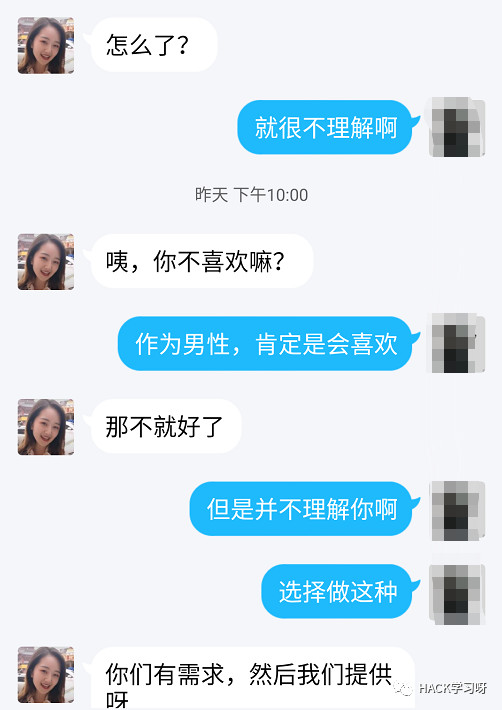 怎么了？
就很不理解啊
昨天 下午10:00
咦，你不喜欢嘛？
作为男性，肯定是会喜欢
那不就好了
但是并不理解你啊
选择做这种
你们有需求，然后我们提供
呀
HACK学习呀